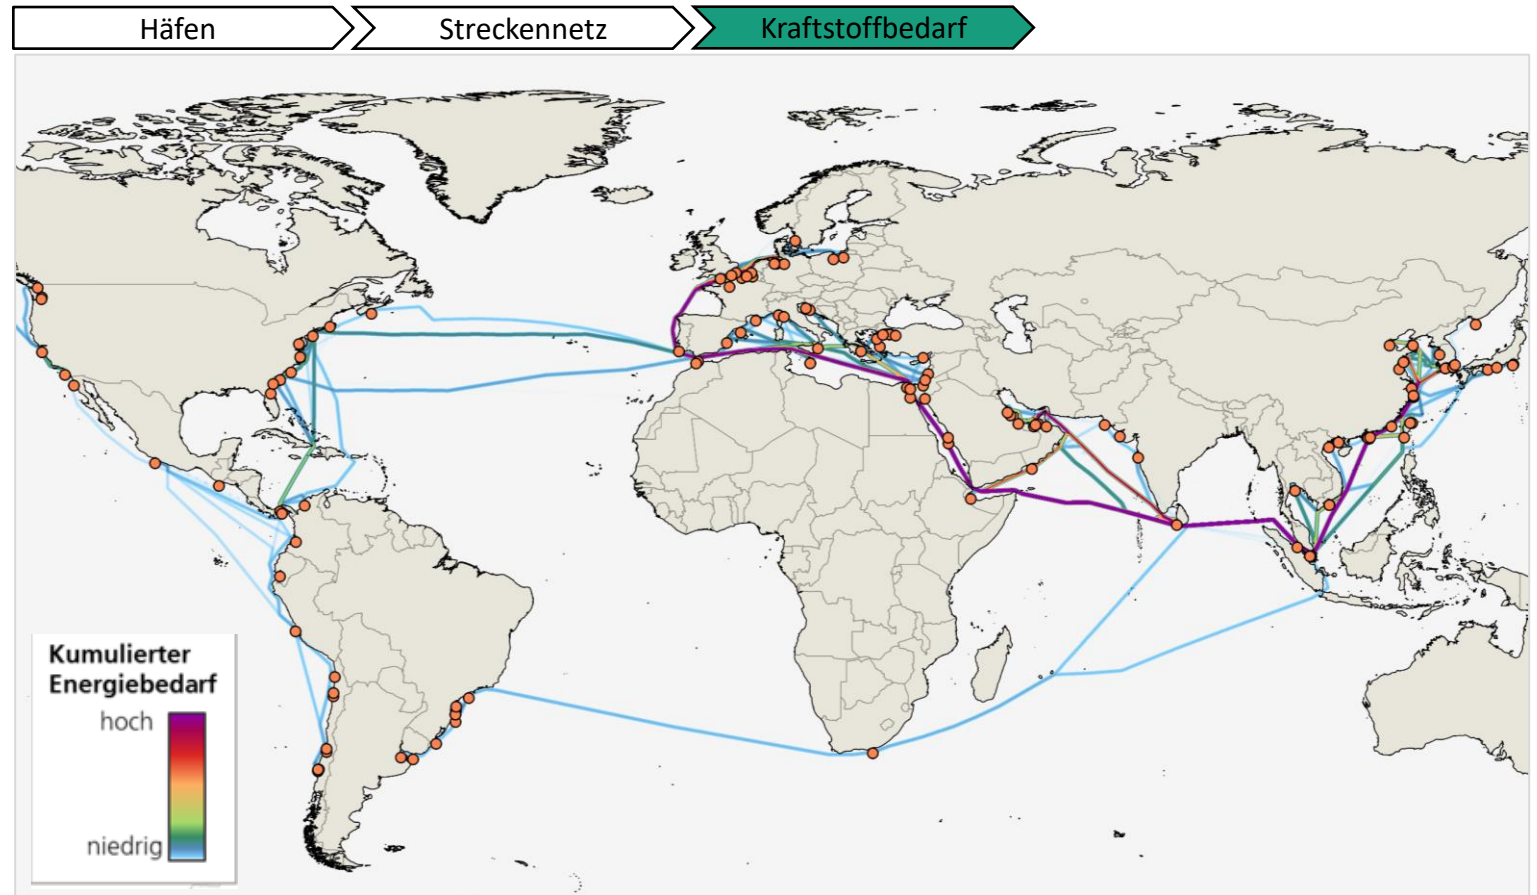 Häfen
Streckennetz
Kraftstoffbedarf
Kumulierter
Energiebedarf
hoch
niedrig